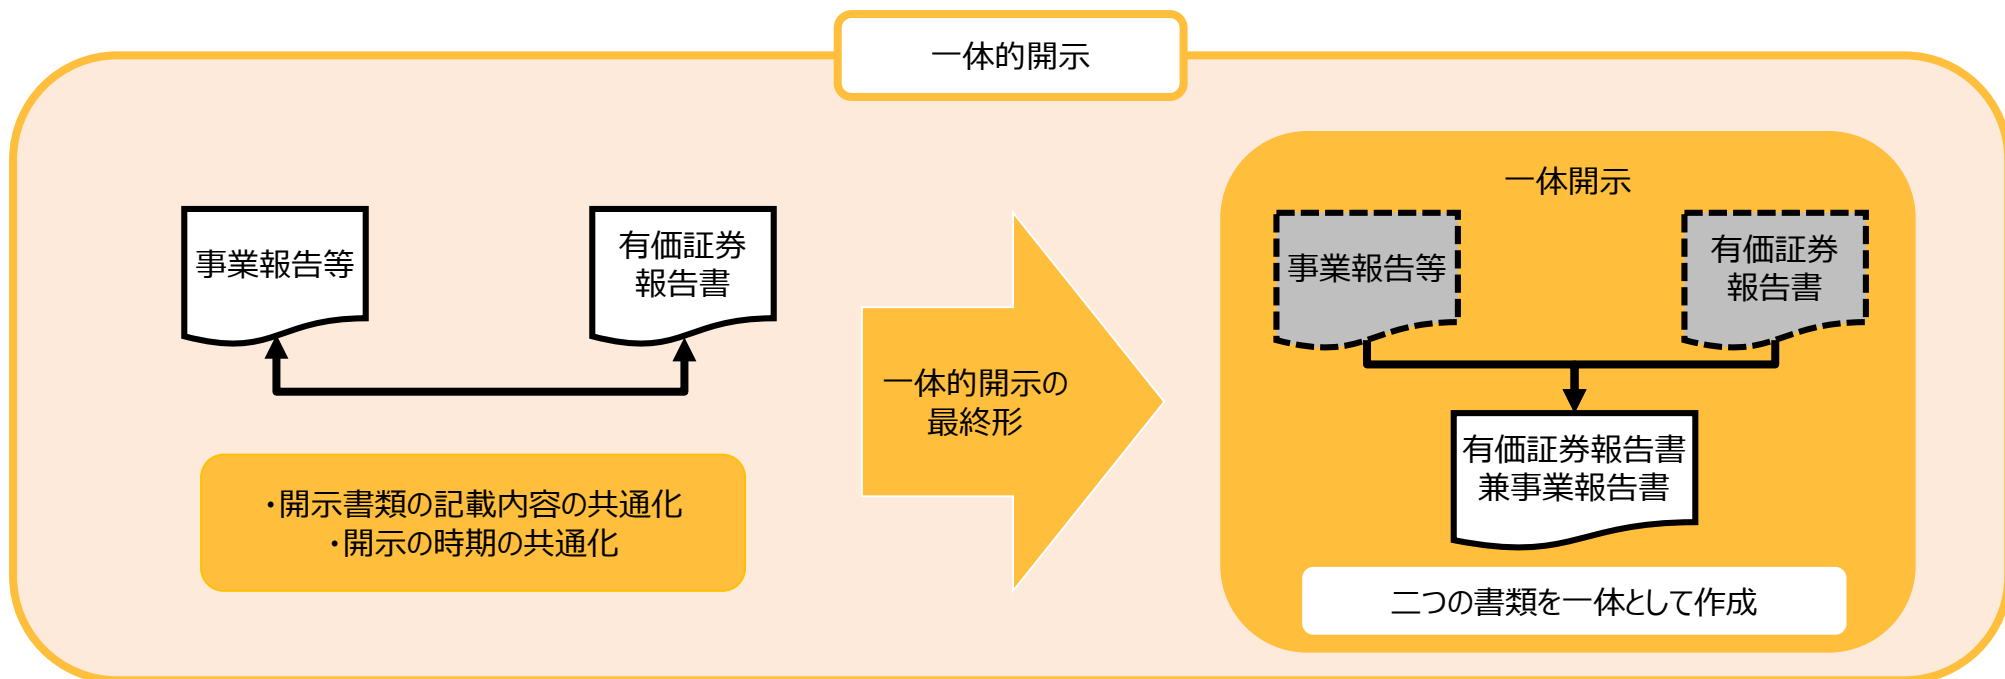 一体的開示
事業報告等
有価証券
報告書
・開示書類の記載内容の共通化
・開示の時期の共通化
一体的開示の
最終形
一体開示
事業報告等
有価証券
報告書
有価証券報告書
兼事業報告書
二つの書類を一体として作成